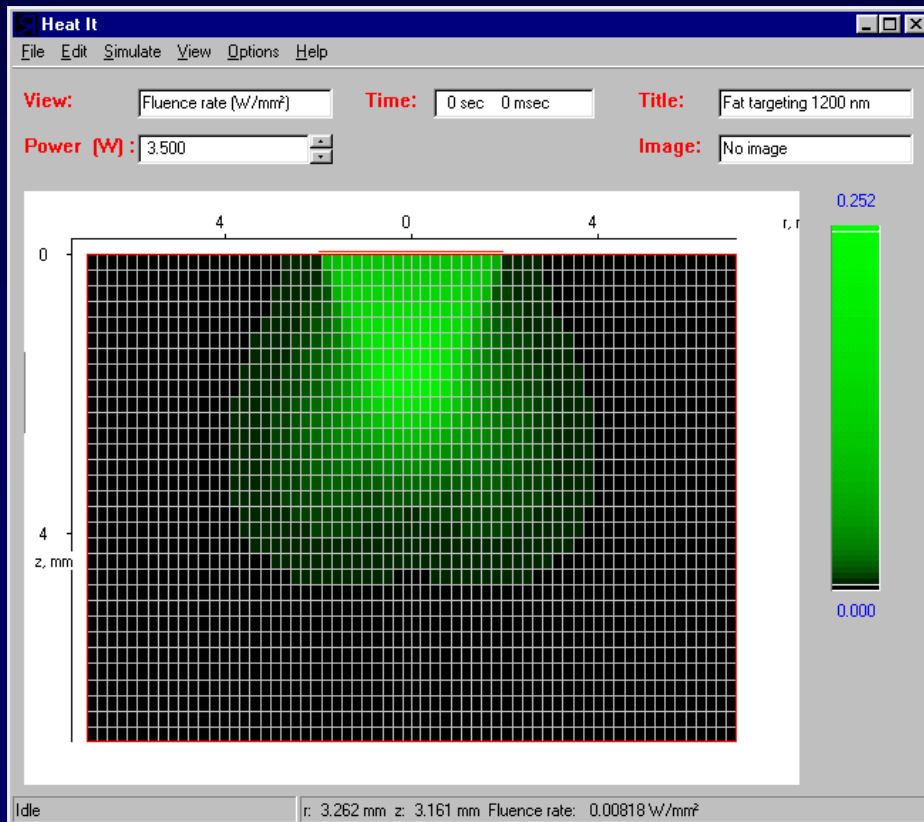 Heat It
File Edit Simulate View Options Help
View: Fluence rate (W/mm²) Time: 0 sec 0 msec Title: Fat targeting 1200 nm
Power (W) : 3.500 Image: No image
0.252
4 0 4 r, r
0
4
z, mm
0.000
Idle r: 3.262 mm z: 3.161 mm Fluence rate: 0.00818 W/mm²